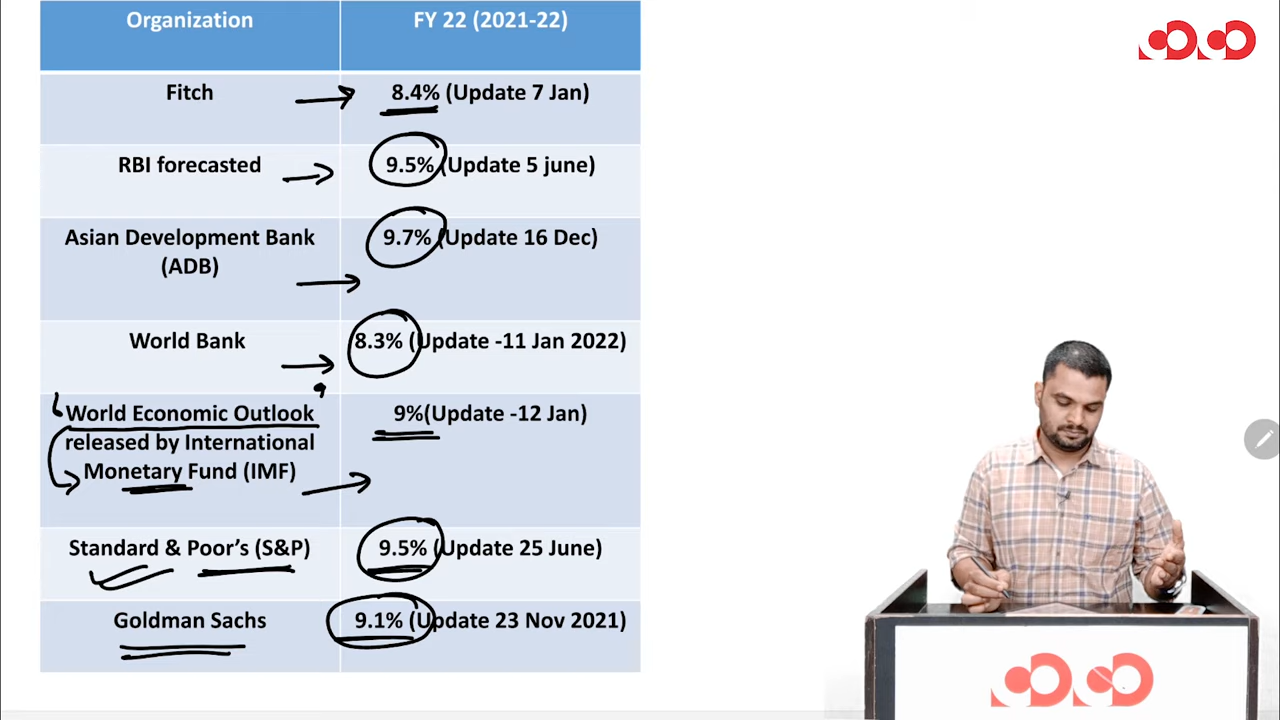 Organization FY 22 (2021-22)
Fitch 8.4% (Update 7 Jan)
RBI forecasted 9.5% (Update 5 june)
Asian Development Bank 9.7% (Update 16 Dec)
(ADB)
World Bank 8.3% (Update -11 Jan 2022)
World Economic Outlook 9%(Update -12 Jan)
released by International
Monetary Fund (IMF)
Standard & Poor's (S&P) 9.5% (Update 25 June)
Goldman Sachs 9.1% (Update 23 Nov 2021)